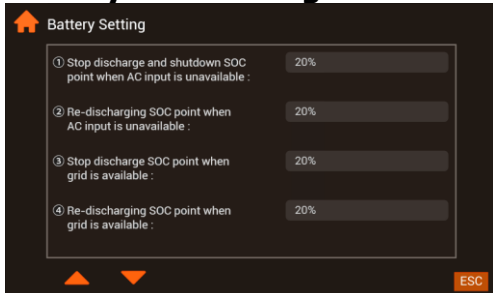 Battery Setting
① Stop discharge and shutdown SOC
point when AC input is unavailable :
20%
② Re-discharging SOC point when
AC input is unavailable :
20%
③ Stop discharge SOC point when
grid is available :
20%
④ Re-discharging SOC point when
grid is available :
20%
ESC